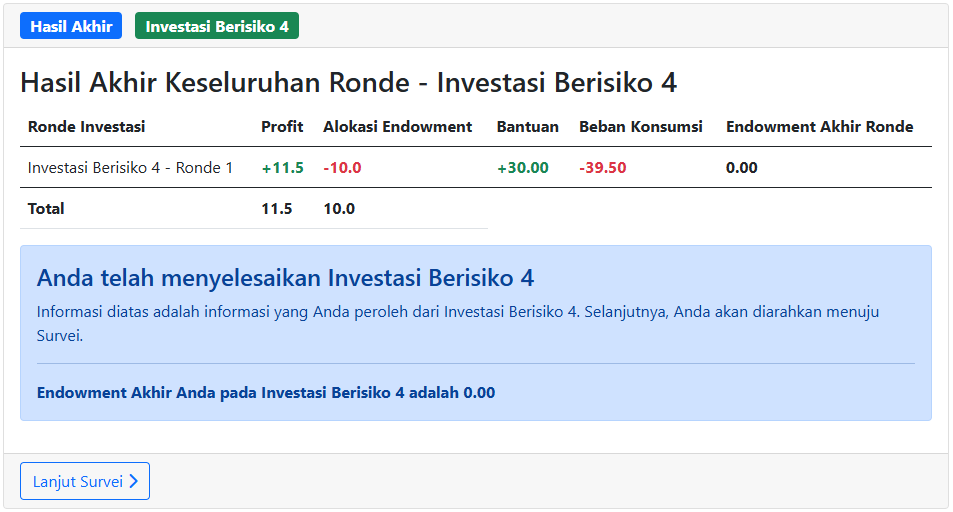 Hasil Akhir Investasi Berisiko 4
Hasil Akhir Keseluruhan Ronde - Investasi Berisiko 4
Ronde Investasi Profit Alokasi Endowment Bantuan Beban Konsumsi Endowment Akhir Ronde
Investasi Berisiko 4 - Ronde 1 +11.5 -10.0 +30.00 -39.50 0.00
Total 11.5 10.0
Anda telah menyelesaikan Investasi Berisiko 4
Informasi diatas adalah informasi yang Anda peroleh dari Investasi Berisiko 4. Selanjutnya, Anda akan diarahkan menuju
Survei.
Endowment Akhir Anda pada Investasi Berisiko 4 adalah 0.00
Lanjut Survei